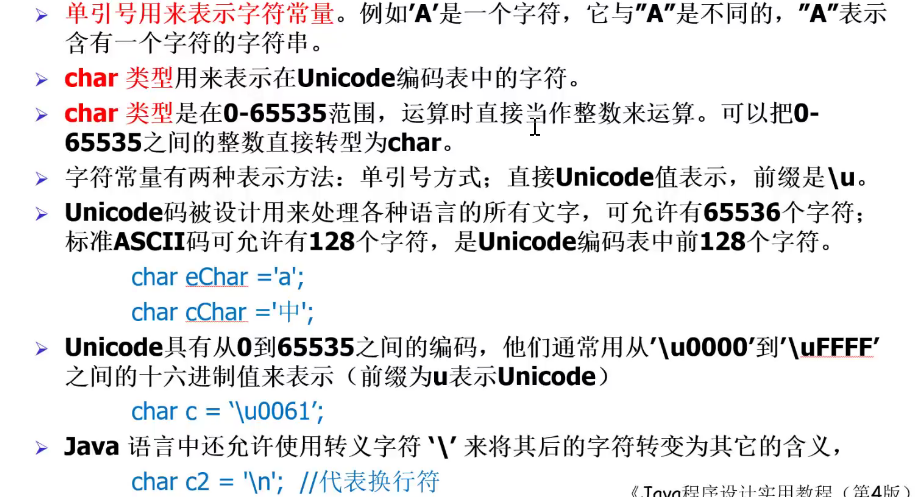 ➢ 单引号用来表示字符常量。例如’A’是一个字符，它与”A”是不同的，”A”表示
含有一个字符的字符串。
➢ char 类型用来表示在Unicode编码表中的字符。
➢ char 类型是在0-65535范围，运算时直接当作整数来运算。可以把0-
65535之间的整数直接转型为char。
➢ 字符常量有两种表示方法：单引号方式；直接Unicode值表示，前缀是\u。
➢ Unicode码被设计用来处理各种语言的所有文字，可允许有65536个字符；
标准ASCII码可允许有128个字符，是Unicode编码表中前128个字符。
char eChar ='a';
char cChar ='中';
➢ Unicode具有从0到65535之间的编码，他们通常用从’\u0000’到’\uFFFF’
之间的十六进制值来表示（前缀为u表示Unicode）
char c = ‘\u0061’;
➢ Java 语言中还允许使用转义字符 ‘\’ 来将其后的字符转变为其它的含义，
char c2 = '\n'; //代表换行符
《Java程序设计实用教程（第4版）